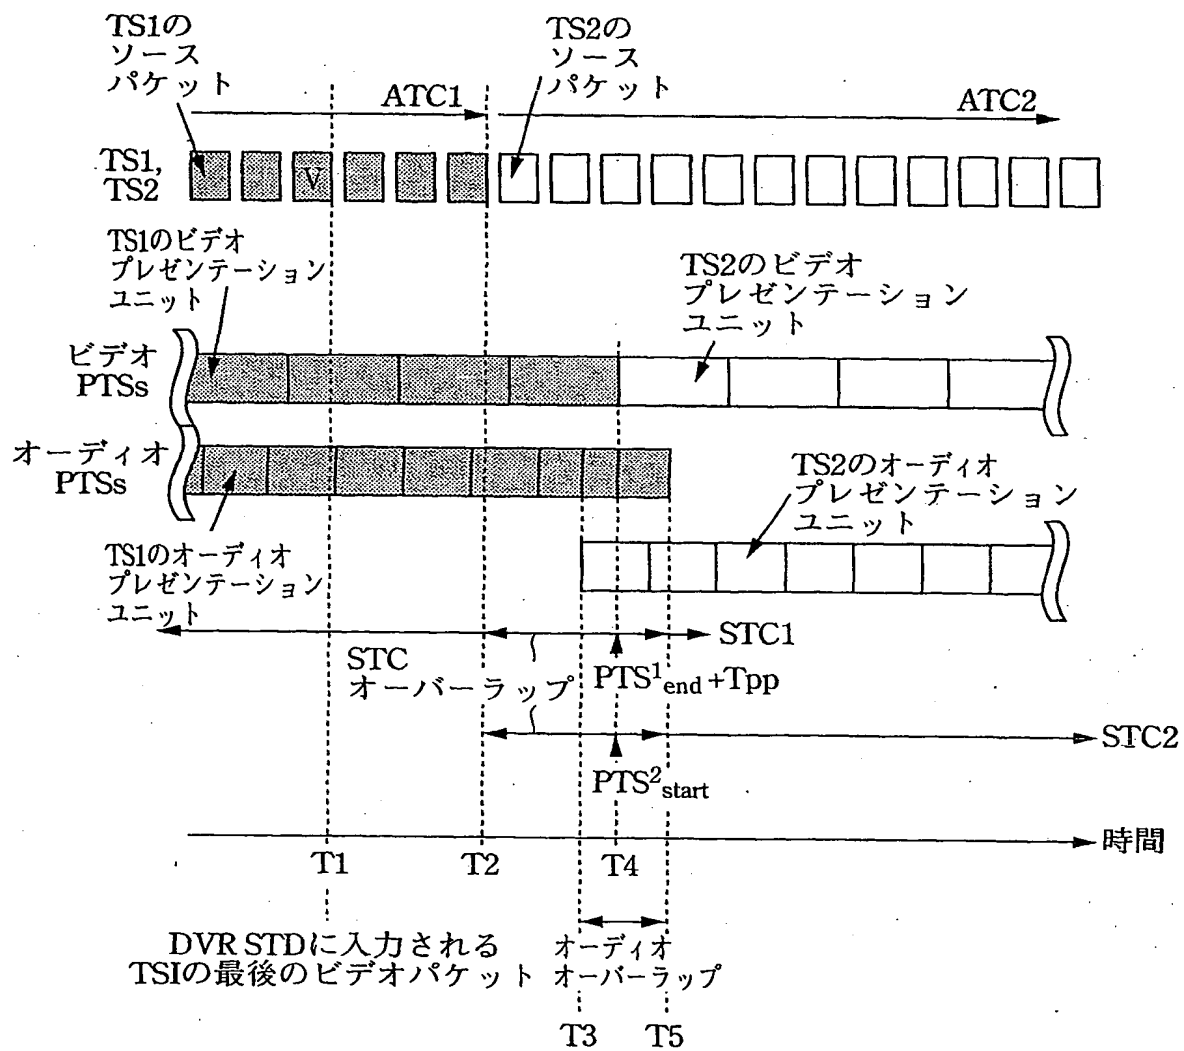 TS1の
ソース
パケット
TS2の
ソース
パケット
ATC1
ATC2
TS1,
TS2
V
TS1のビデオ
プレゼンテーション
ユニット
TS2のビデオ
プレゼンテーション
ユニット
ビデオ
PTSs
オーディオ
PTSs
TS2のオーディオ
プレゼンテーション
ユニット
TS1のオーディオ
プレゼンテーション
ユニット
STC1
STC
オーバーラップ
PTS¹end+Tpp
STC2
PTS²start
時間
T1
T2
T4
DVR STDに入力される
TSIの最後のビデオパケット
オーディオ
オーバーラップ
T3
T5